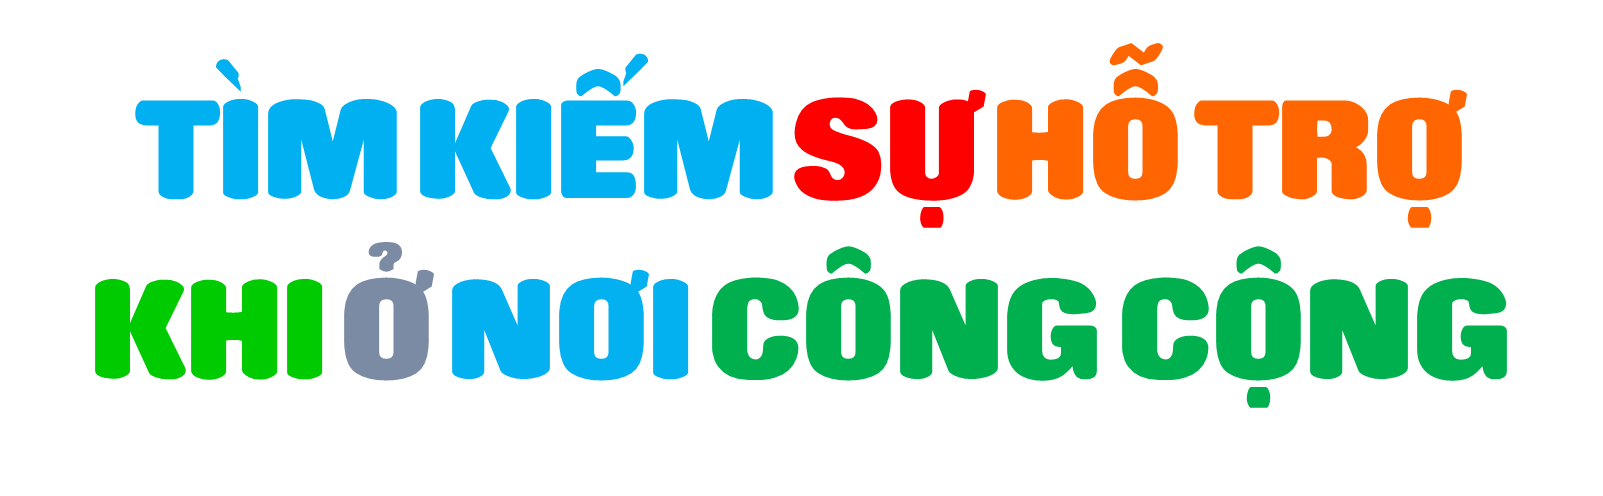 TÌM KIẾM SỰ HỖ TRỢ
KHI Ở NƠI CÔNG CỘNG